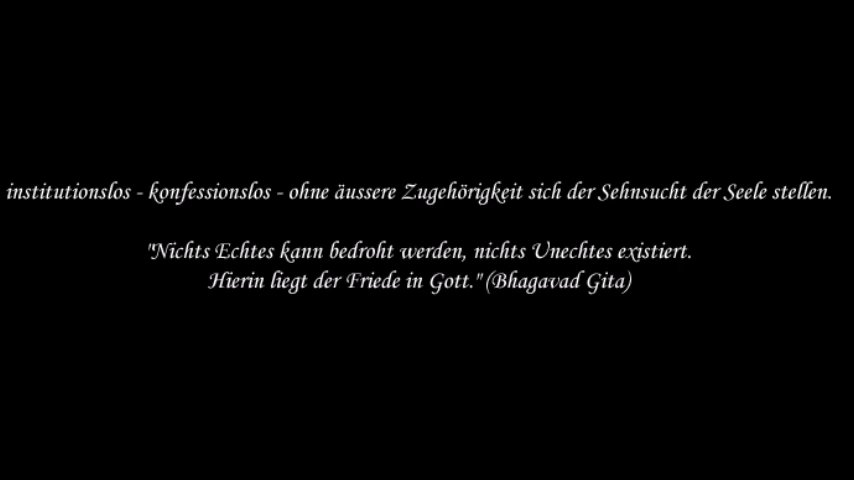 institutionslos - konfessionslos - ohne äussere Zugehörigkeit sich der Sehnsucht der Seele stellen.
"Nichts Echtes kann bedroht werden, nichts Unechtes existiert.
Hierin liegt der Friede in Gott." (Bhagavad Gita)